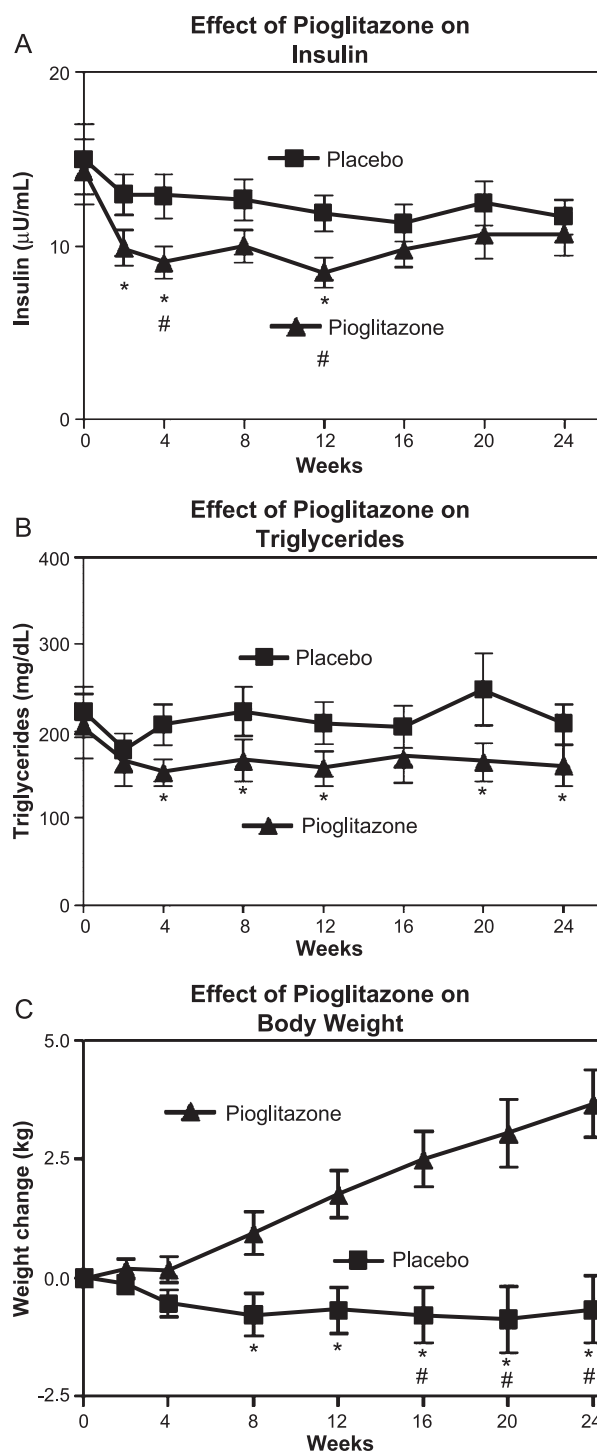 A
Effect of Pioglitazone on
Insulin
20
10
0
Insulin (μU/mL)
Placebo
Pioglitazone
* * *
# #
0 4 8 12 16 20 24
Weeks
B
Effect of Pioglitazone on
Triglycerides
400
300
200
100
0
Triglycerides (mg/dL)
Placebo
Pioglitazone
* * * * *
0 4 8 12 16 20 24
Weeks
C
Effect of Pioglitazone on
Body Weight
5.0
2.5
0.0
-2.5
Weight change (kg)
Pioglitazone
Placebo
* * * * *
# # #
0 4 8 12 16 20 24
Weeks